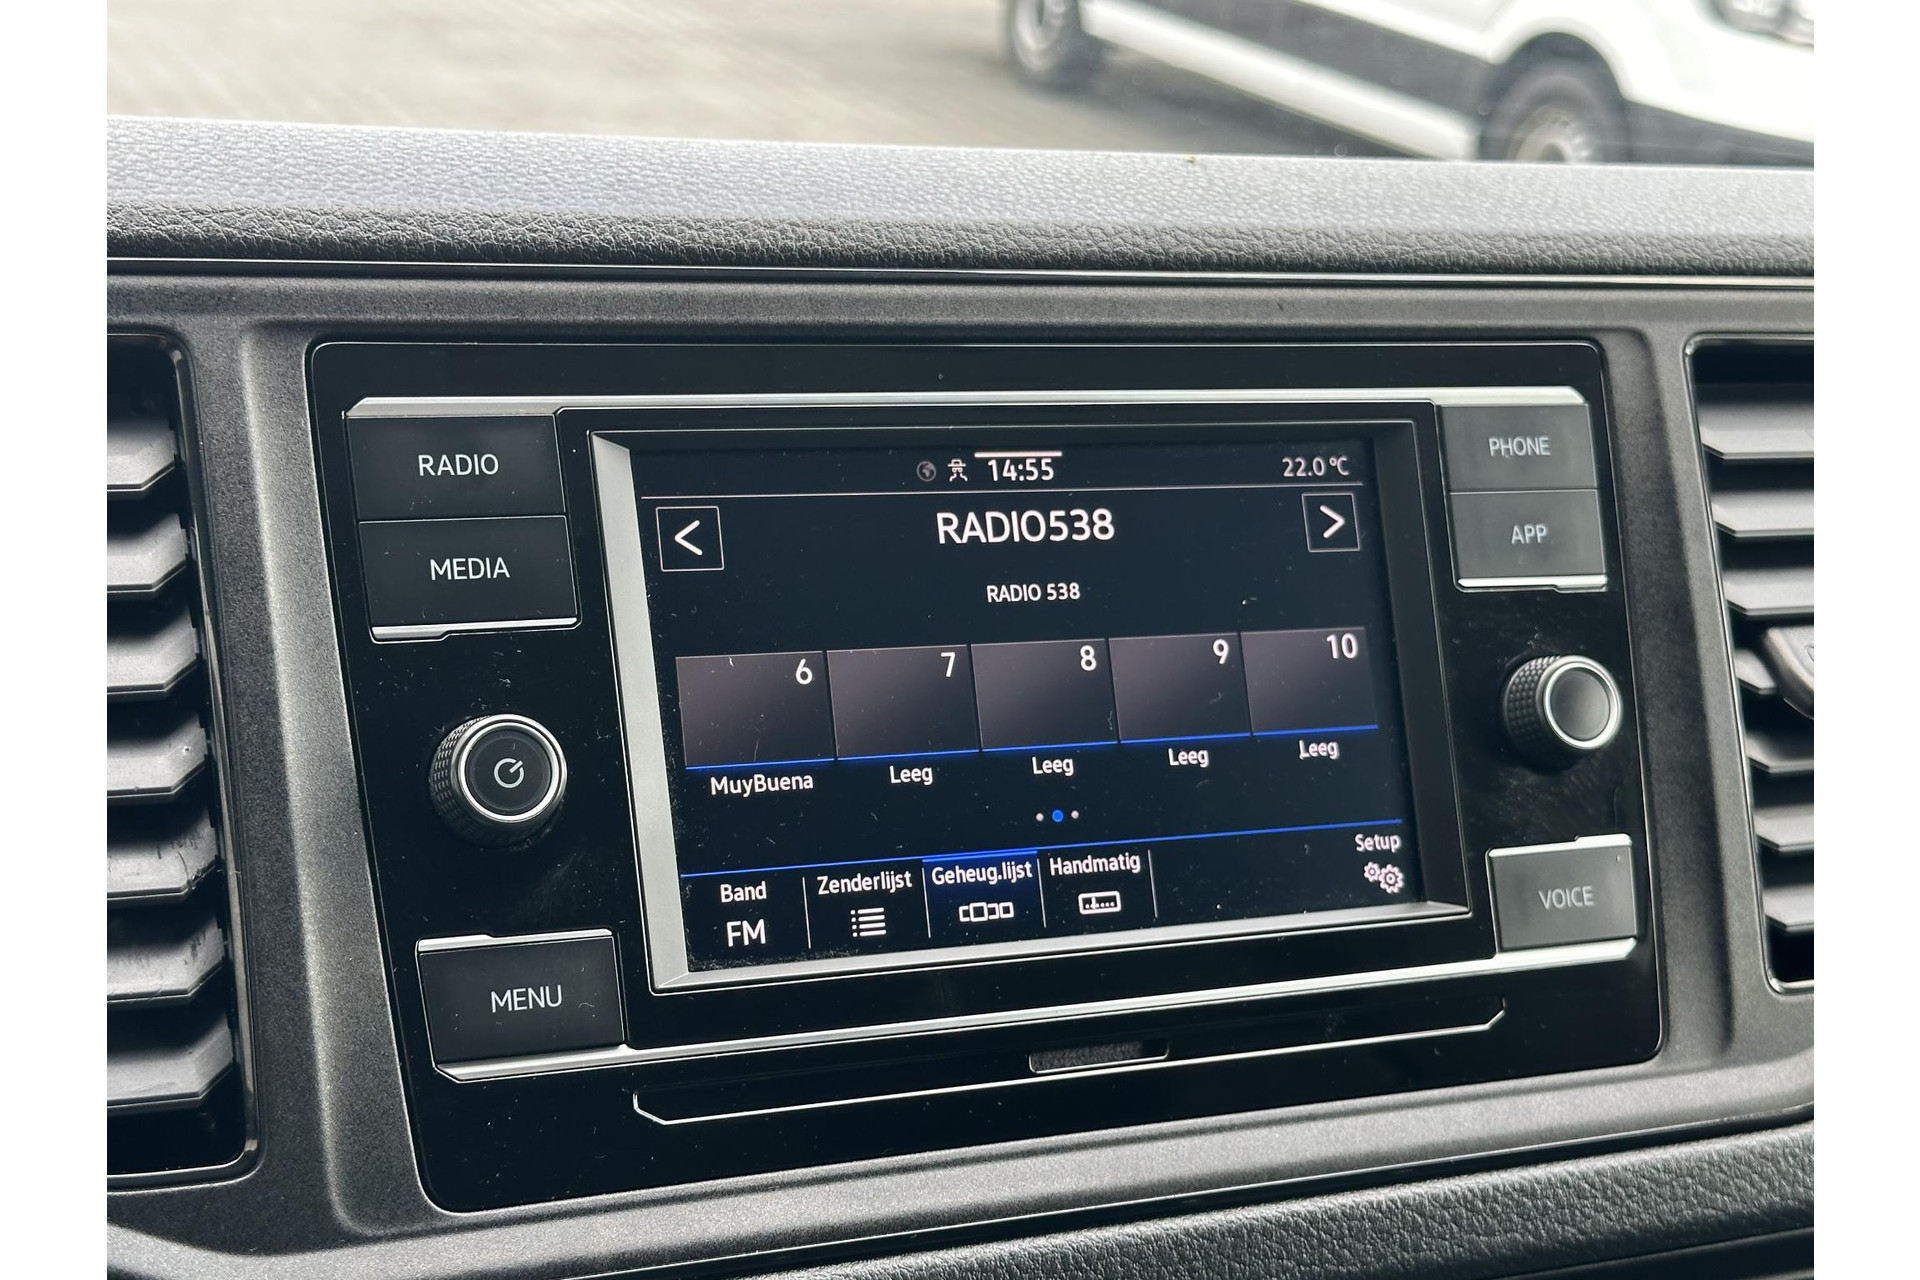 RADIO
MEDIA
MENU
14:55
22.0 °C
<
RADIO538
>
RADIO 538
6
7
8
9
10
MuyBuena
Leeg
Leeg
Leeg
Leeg
Band
FM
Zenderlijst
Geheug.lijst
Handmatig
Setup
PHONE
APP
VOICE